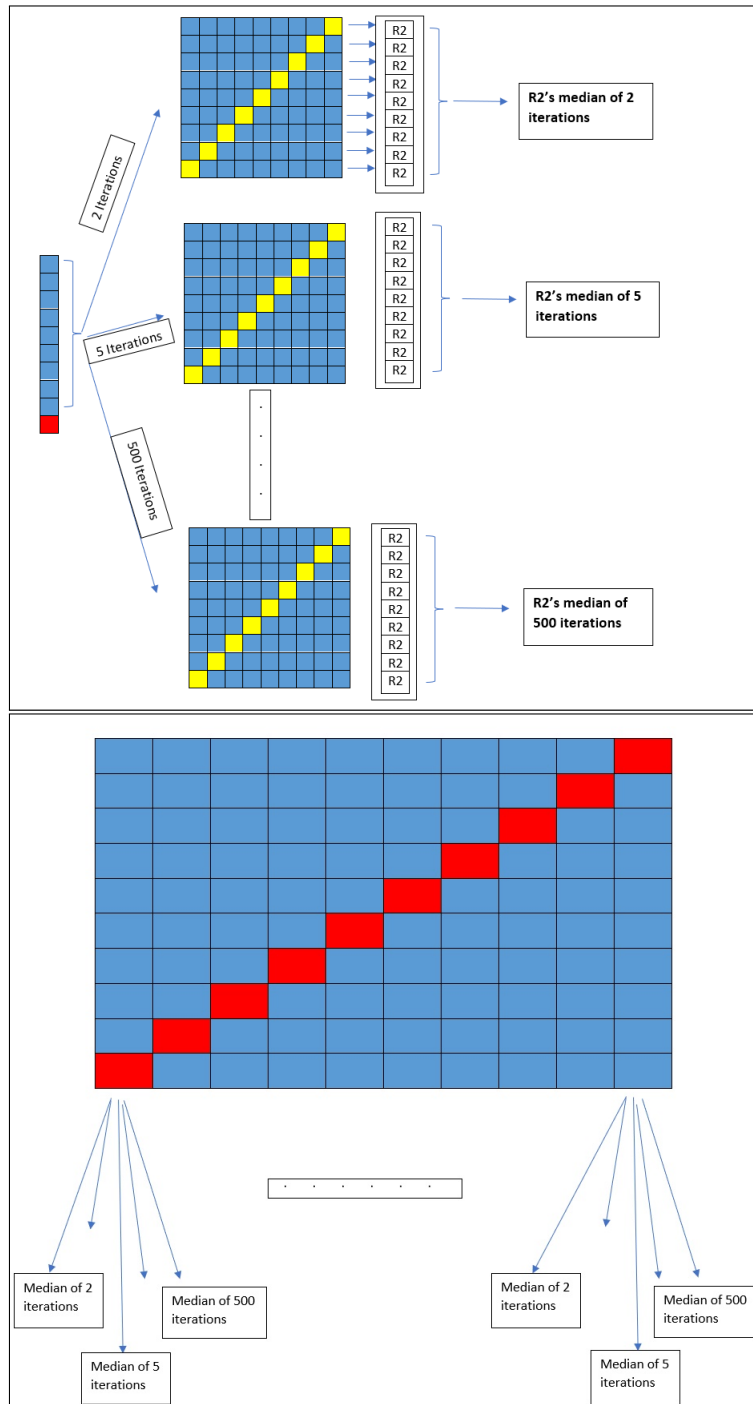 2 Iterations
R2
R2
R2
R2
R2
R2
R2
R2
R2
R2's median of 2
iterations
5 Iterations
R2
R2
R2
R2
R2
R2
R2
R2
R2
R2's median of 5
iterations
.
.
.
.
500 Iterations
R2
R2
R2
R2
R2
R2
R2
R2
R2
R2's median of
500 iterations
. . . . . .
Median of 2
iterations
Median of 500
iterations
Median of 5
iterations
Median of 2
iterations
Median of 500
iterations
Median of 5
iterations